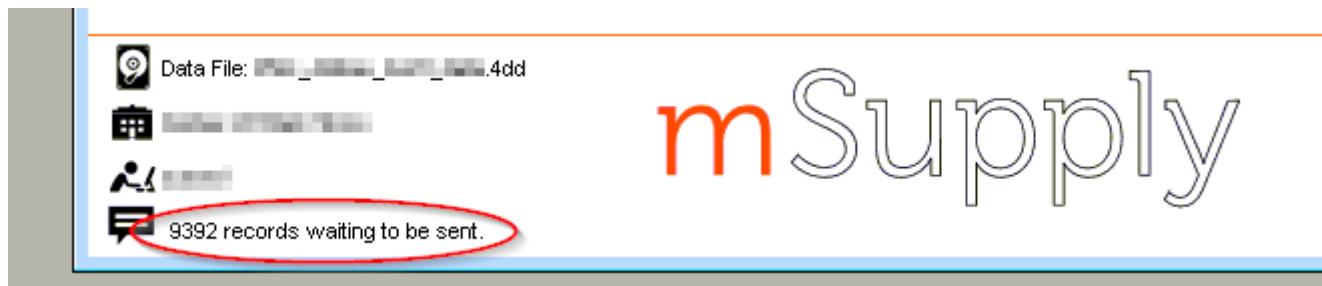 Data File: .4dd
mSupply
9392 records waiting to be sent.